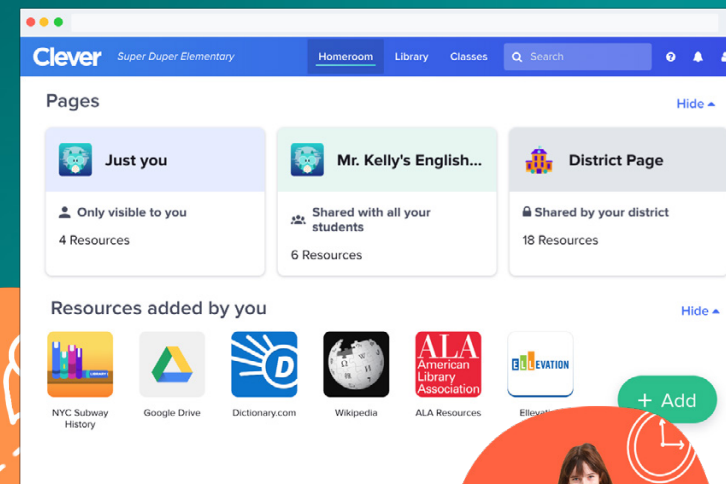 Clever Super Duper Elementary Homeroom Library Classes Search
Pages
Hide
Just you
Mr. Kelly's English...
District Page
Only visible to you
4 Resources
Shared with all your
students
6 Resources
Shared by your district
18 Resources
Resources added by you
Hide
LIBRARY
D
ALA
American
Library
Association
ELLEVATION
NYC Subway
History
Google Drive
Dictionary.com
Wikipedia
ALA Resources
+ Add